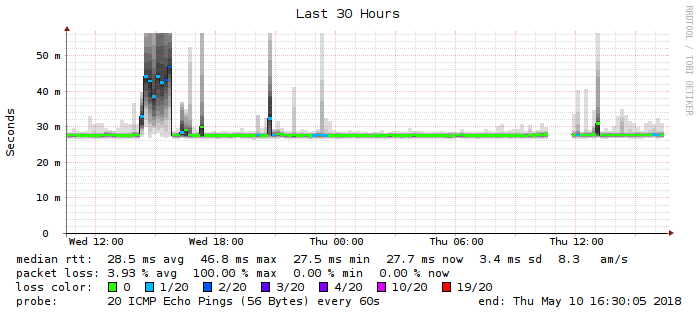 Last 30 Hours
RRDTOOL / TOBI OETIKER
Seconds
50 m
40 m
30 m
20 m
10 m
0
Wed 12:00 Wed 18:00 Thu 00:00 Thu 06:00 Thu 12:00
median rtt: 28.5 ms avg 46.8 ms max 27.5 ms min 27.7 ms now 3.4 ms sd 8.3 am/s
packet loss: 3.93 % avg 100.00 % max 0.00 % min 0.00 % now
loss color: 0 1/20 2/20 3/20 4/20 10/20 19/20
probe: 20 ICMP Echo Pings (56 Bytes) every 60s end: Thu May 10 16:30:05 2018